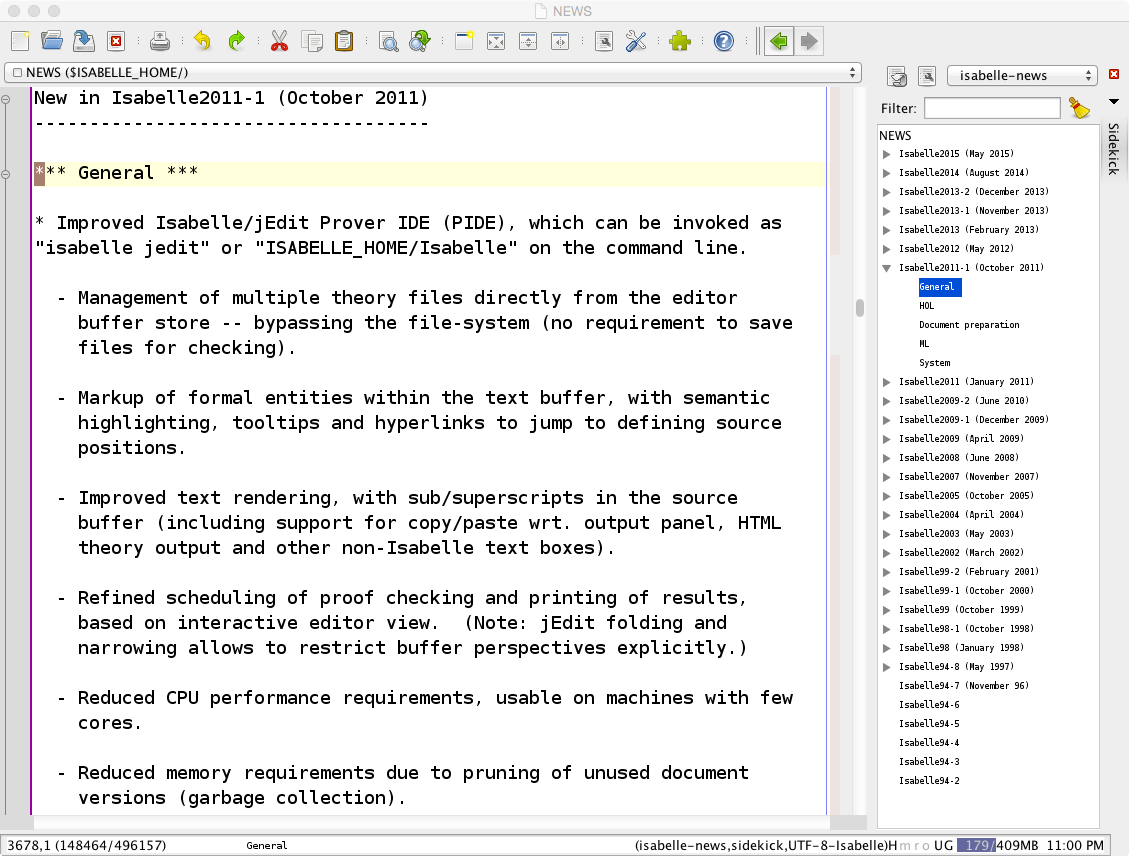 NEWS
NEWS ($ISABELLE_HOME/)
New in Isabelle2011-1 (October 2011)
------------------------------------
*** General ***
* Improved Isabelle/jEdit Prover IDE (PIDE), which can be invoked as
"isabelle jedit" or "ISABELLE_HOME/Isabelle" on the command line.
- Management of multiple theory files directly from the editor
buffer store -- bypassing the file-system (no requirement to save
files for checking).
- Markup of formal entities within the text buffer, with semantic
highlighting, tooltips and hyperlinks to jump to defining source
positions.
- Improved text rendering, with sub/superscripts in the source
buffer (including support for copy/paste wrt. output panel, HTML
theory output and other non-Isabelle text boxes).
- Refined scheduling of proof checking and printing of results,
based on interactive editor view.  (Note: jEdit folding and
narrowing allows to restrict buffer perspectives explicitly.)
- Reduced CPU performance requirements, usable on machines with few
cores.
- Reduced memory requirements due to pruning of unused document
versions (garbage collection).
isabelle-news
Filter:
Sidekick
NEWS
Isabelle2015 (May 2015)
Isabelle2014 (August 2014)
Isabelle2013-2 (December 2013)
Isabelle2013-1 (November 2013)
Isabelle2013 (February 2013)
Isabelle2012 (May 2012)
Isabelle2011-1 (October 2011)
General
HOL
Document preparation
ML
System
Isabelle2011 (January 2011)
Isabelle2009-2 (June 2010)
Isabelle2009-1 (December 2009)
Isabelle2009 (April 2009)
Isabelle2008 (June 2008)
Isabelle2007 (November 2007)
Isabelle2005 (October 2005)
Isabelle2004 (April 2004)
Isabelle2003 (May 2003)
Isabelle2002 (March 2002)
Isabelle99-2 (February 2001)
Isabelle99-1 (October 2000)
Isabelle99 (October 1999)
Isabelle98-1 (October 1998)
Isabelle98 (January 1998)
Isabelle94-8 (May 1997)
Isabelle94-7 (November 96)
Isabelle94-6
Isabelle94-5
Isabelle94-4
Isabelle94-3
Isabelle94-2
3678,1 (148464/496157)
General
(isabelle-news,sidekick,UTF-8-Isabelle)H m r o UG 179/409MB 11:00 PM